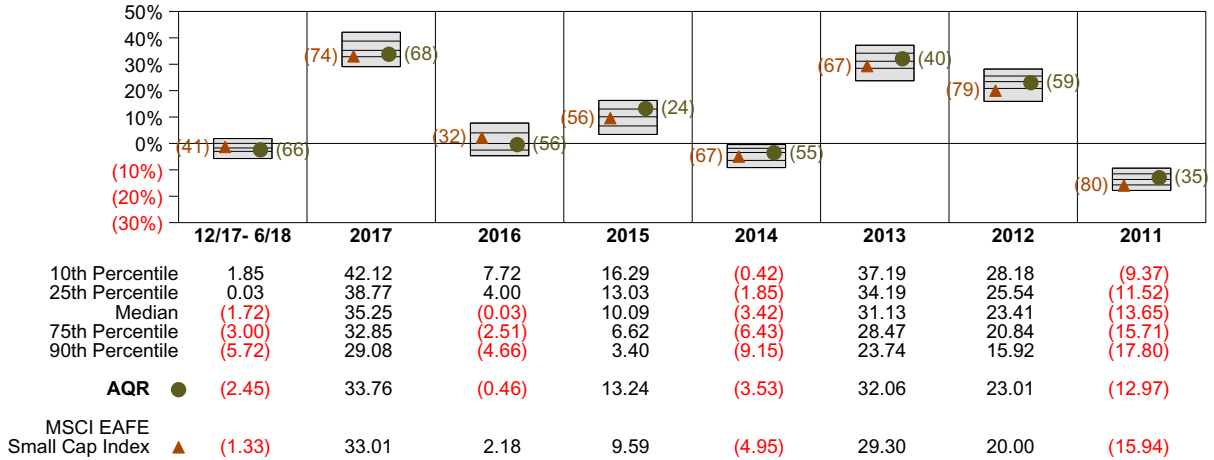 50%
40%
30%
20%
10%
0%
(10%)
(20%)
(30%)
(41) (66)
(74) (68)
(32) (56)
(56) (24)
(67) (55)
(67) (40)
(79) (59)
(80) (35)
12/17- 6/18 2017 2016 2015 2014 2013 2012 2011
10th Percentile 1.85 42.12 7.72 16.29 (0.42) 37.19 28.18 (9.37)
25th Percentile 0.03 38.77 4.00 13.03 (1.85) 34.19 25.54 (11.52)
Median (1.72) 35.25 (0.03) 10.09 (3.42) 31.13 23.41 (13.65)
75th Percentile (3.00) 32.85 (2.51) 6.62 (6.43) 28.47 20.84 (15.71)
90th Percentile (5.72) 29.08 (4.66) 3.40 (9.15) 23.74 15.92 (17.80)
AQR (2.45) 33.76 (0.46) 13.24 (3.53) 32.06 23.01 (12.97)
MSCI EAFE
Small Cap Index (1.33) 33.01 2.18 9.59 (4.95) 29.30 20.00 (15.94)